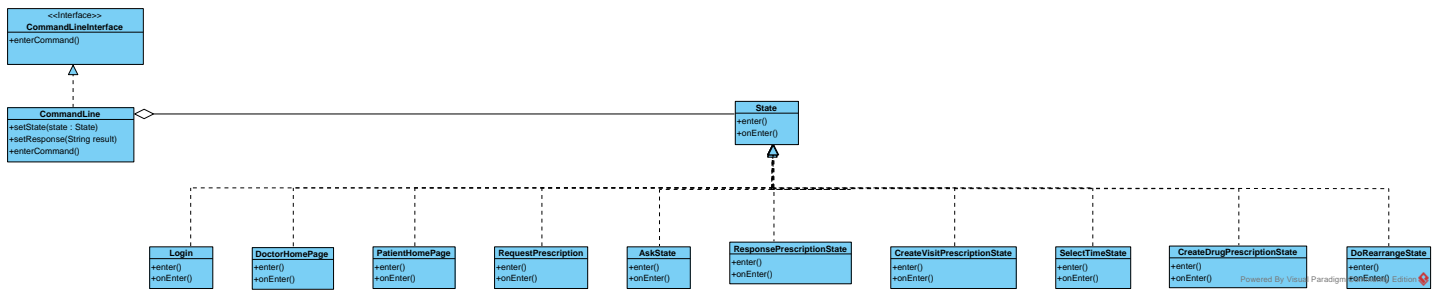 <<Interface>>
CommandLineInterface
+enterCommand()
CommandLine
+setState(state : State)
+setResponse(String result)
+enterCommand()
State
+enter()
+onEnter()
Login
+enter()
+onEnter()
DoctorHomePage
+enter()
+onEnter()
PatientHomePage
+enter()
+onEnter()
RequestPrescription
+enter()
+onEnter()
AskState
+enter()
+onEnter()
ResponsePrescriptionState
+enter()
+onEnter()
CreateVisitPrescriptionState
+enter()
+onEnter()
SelectTimeState
+enter()
+onEnter()
CreateDrugPrescriptionState
+enter()
+onEnter()
DoRearrangeState
+enter()
+onEnter()
Powered By Visual Paradigm Edition